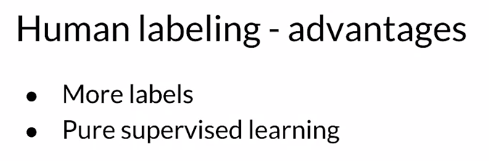 Human labeling - advantages
● More labels
● Pure supervised learning